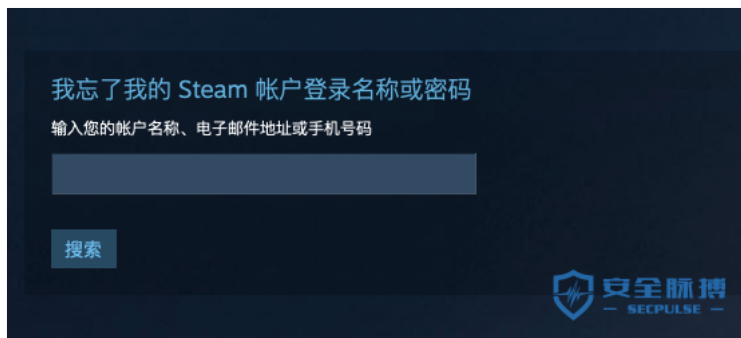 我忘了我的 Steam 帐户登录名称或密码
输入您的帐户名称、电子邮件地址或手机号码
搜索
安全脉搏
SECPULSE